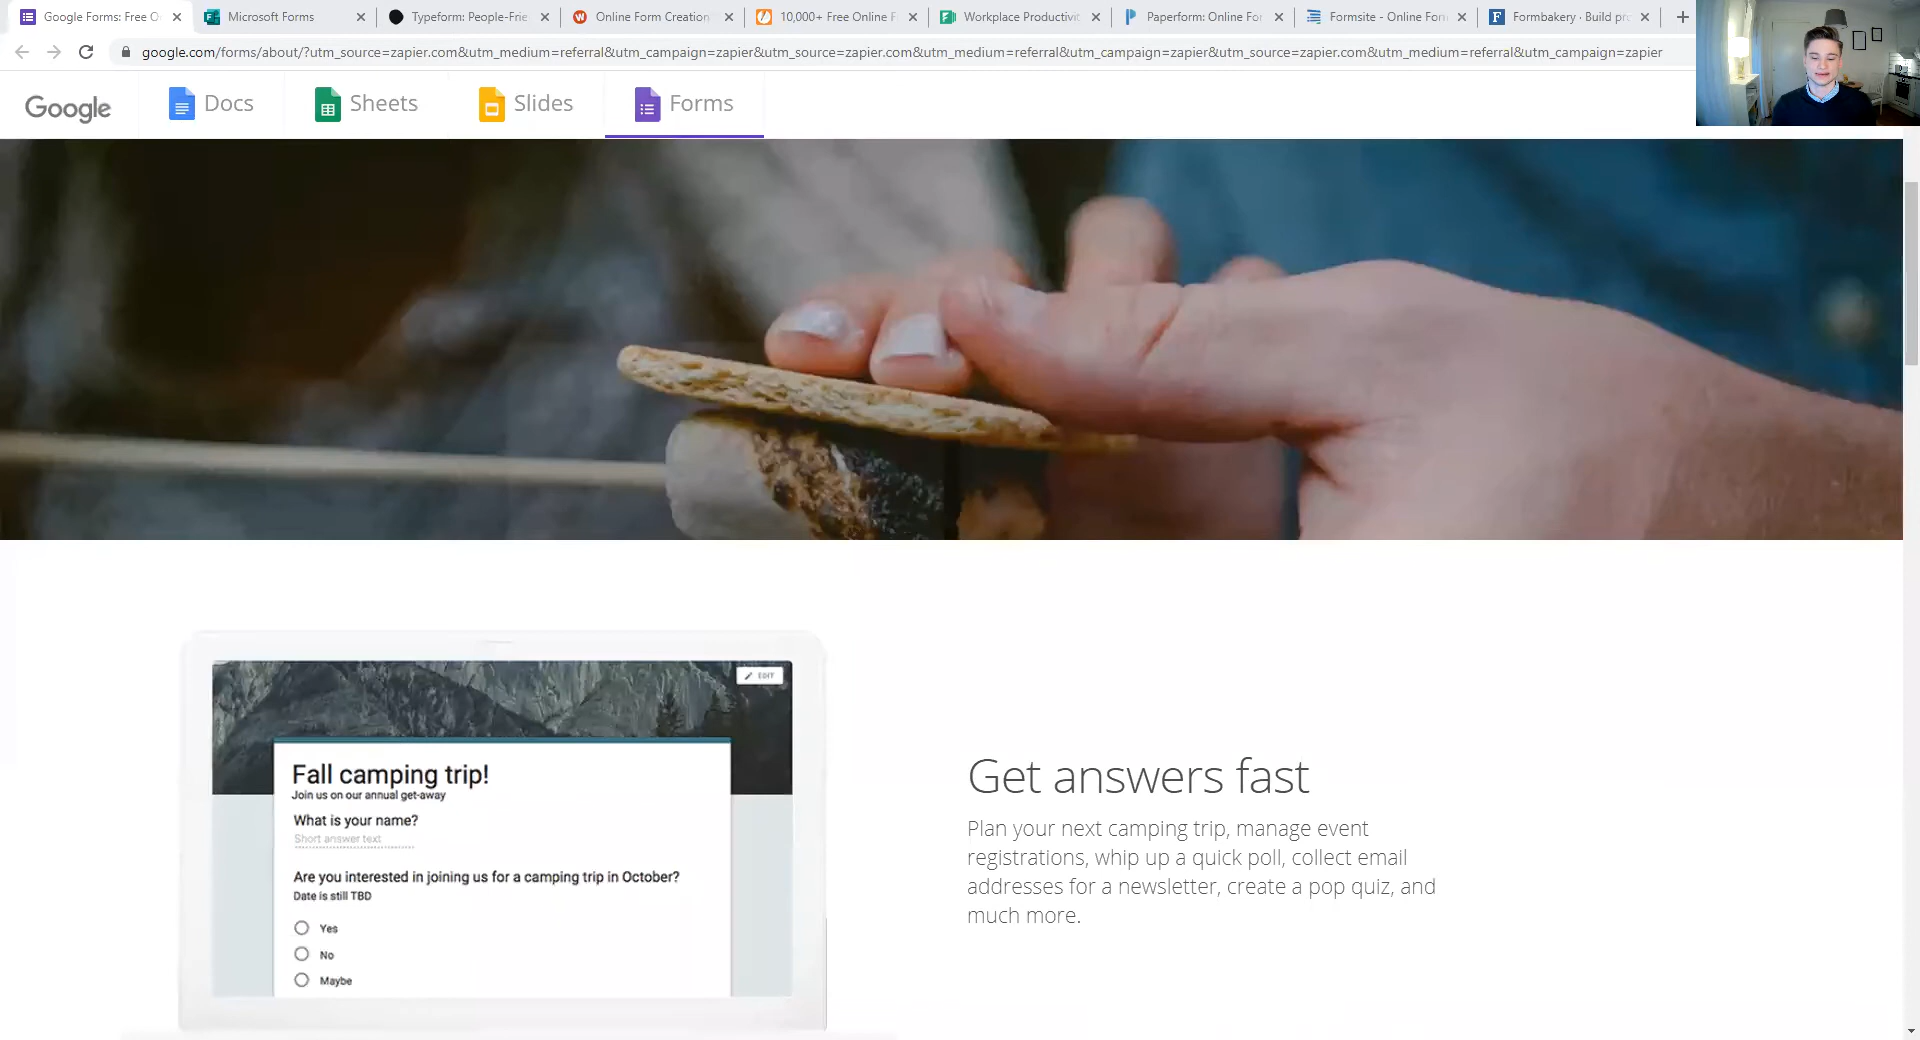 Google Forms: Free O
Microsoft Forms
Typeform: People-Frie
Online Form Creation
10,000+ Free Online F
Workplace Productivit
Paperform: Online For
Formsite - Online Form
Formbakery · Build pro
google.com/forms/about/?utm_source=zapier.com&utm_medium=referral&utm_campaign=zapier&utm_source=zapier.com&utm_medium=referral&utm_campaign=zapier&utm_source=zapier.com&utm_medium=referral&utm_campaign=zapier
Google
Docs
Sheets
Slides
Forms
EDIT
Fall camping trip!
Join us on our annual get-away
What is your name?
Short answer text
Are you interested in joining us for a camping trip in October?
Date is still TBD
Yes
No
Maybe
Get answers fast
Plan your next camping trip, manage event
registrations, whip up a quick poll, collect email
addresses for a newsletter, create a pop quiz, and
much more.